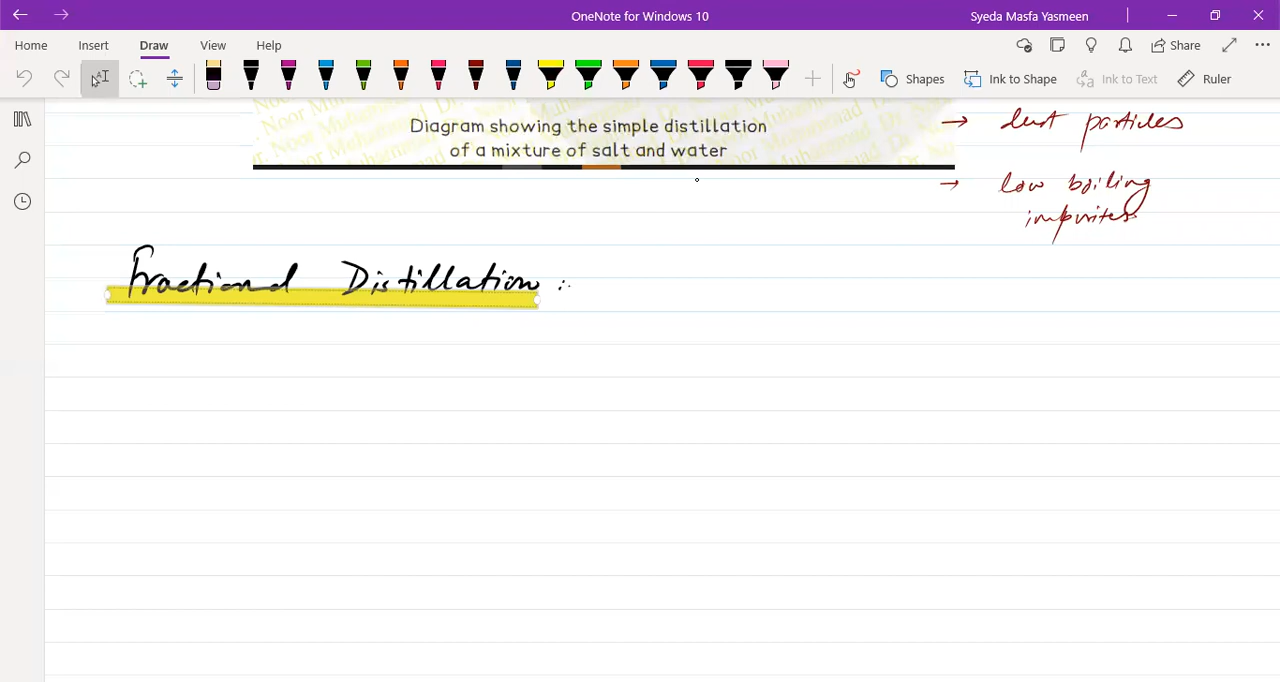 OneNote for Windows 10
Syeda Masfa Yasmeen
Home Insert Draw View Help
Share
Shapes Ink to Shape Ink to Text Ruler
Diagram showing the simple distillation
of a mixture of salt and water
→ dust particles
→ low boiling
impurites
Fractional Distillation :